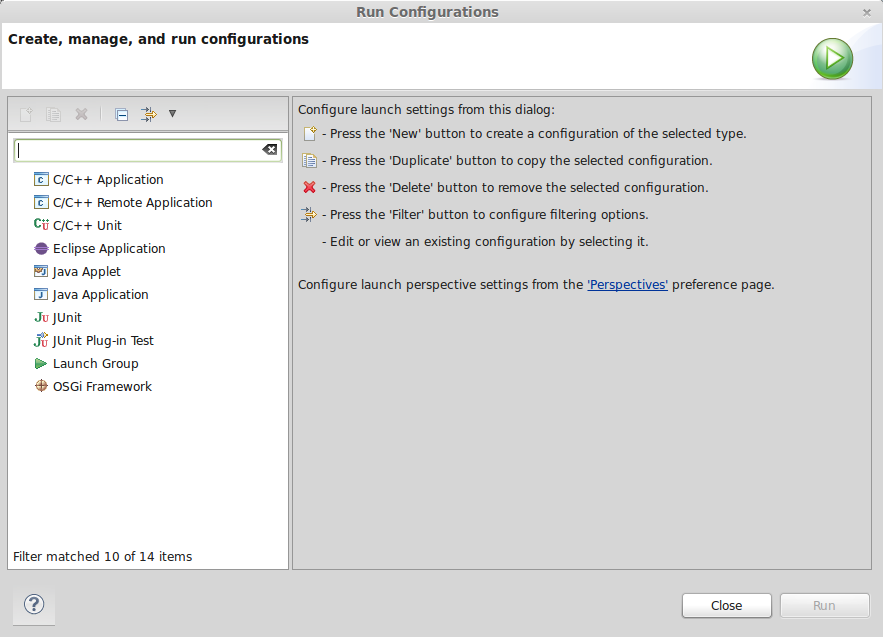 Run Configurations
Create, manage, and run configurations
Configure launch settings from this dialog:
- Press the 'New' button to create a configuration of the selected type.
- Press the 'Duplicate' button to copy the selected configuration.
- Press the 'Delete' button to remove the selected configuration.
- Press the 'Filter' button to configure filtering options.
- Edit or view an existing configuration by selecting it.
Configure launch perspective settings from the 'Perspectives' preference page.
C/C++ Application
C/C++ Remote Application
C/C++ Unit
Eclipse Application
Java Applet
Java Application
JUnit
JUnit Plug-in Test
Launch Group
OSGi Framework
Filter matched 10 of 14 items
Close
Run